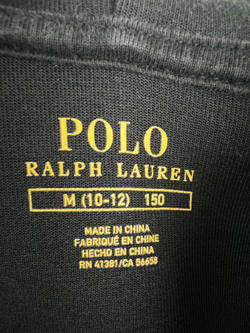 POLO
RALPH LAUREN
M (10-12) 150
MADE IN CHINA
FABRIQUÉ EN CHINE
HECHO EN CHINA
RN 41381/CA 56658